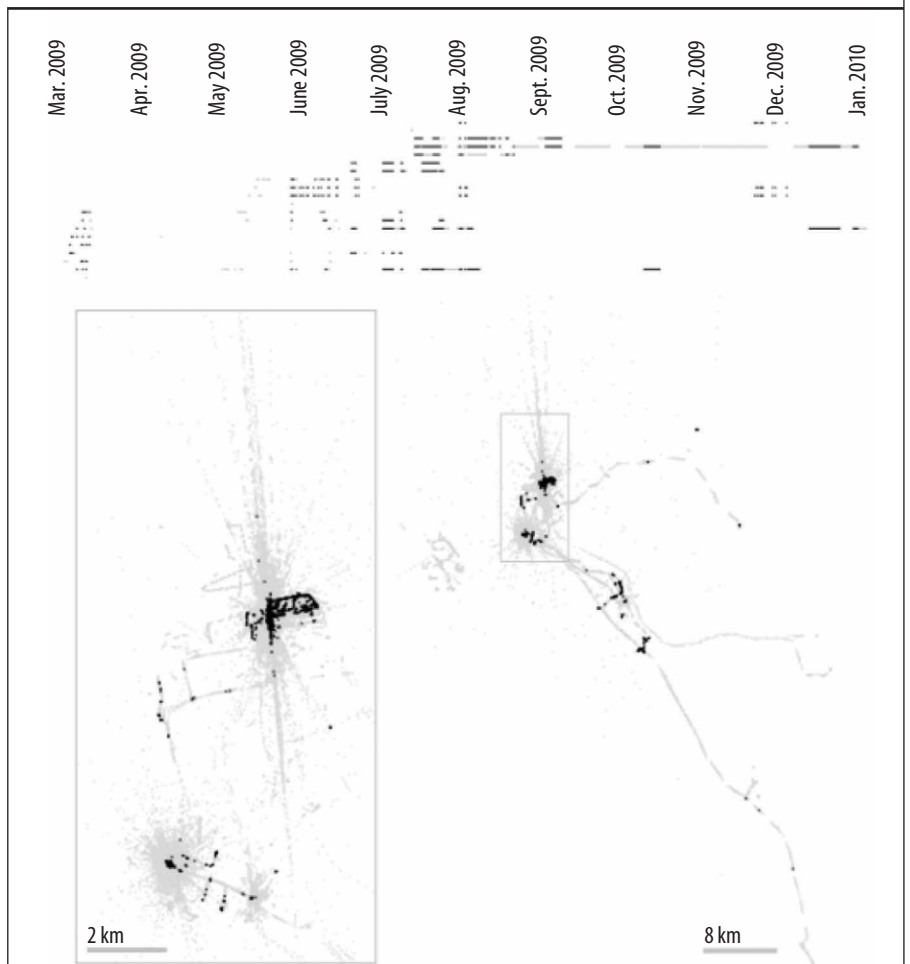 Mar. 2009
Apr. 2009
May 2009
June 2009
July 2009
Aug. 2009
Sept. 2009
Oct. 2009
Nov. 2009
Dec. 2009
Jan. 2010
2 km
8 km